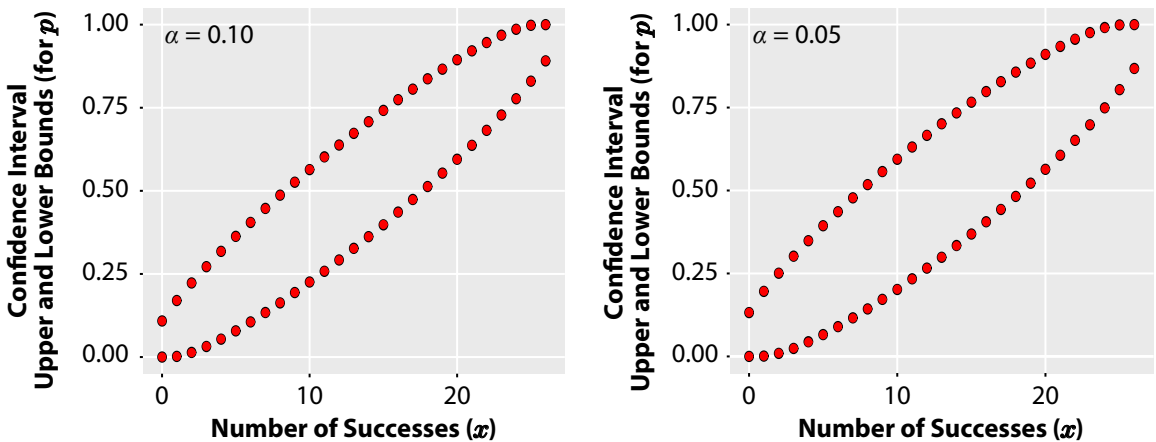 Confidence Interval
Upper and Lower Bounds (for p)
1.00
0.75
0.50
0.25
0.00
α = 0.10
0
10
20
Number of Successes (x)
Confidence Interval
Upper and Lower Bounds (for p)
1.00
0.75
0.50
0.25
0.00
α = 0.05
0
10
20
Number of Successes (x)